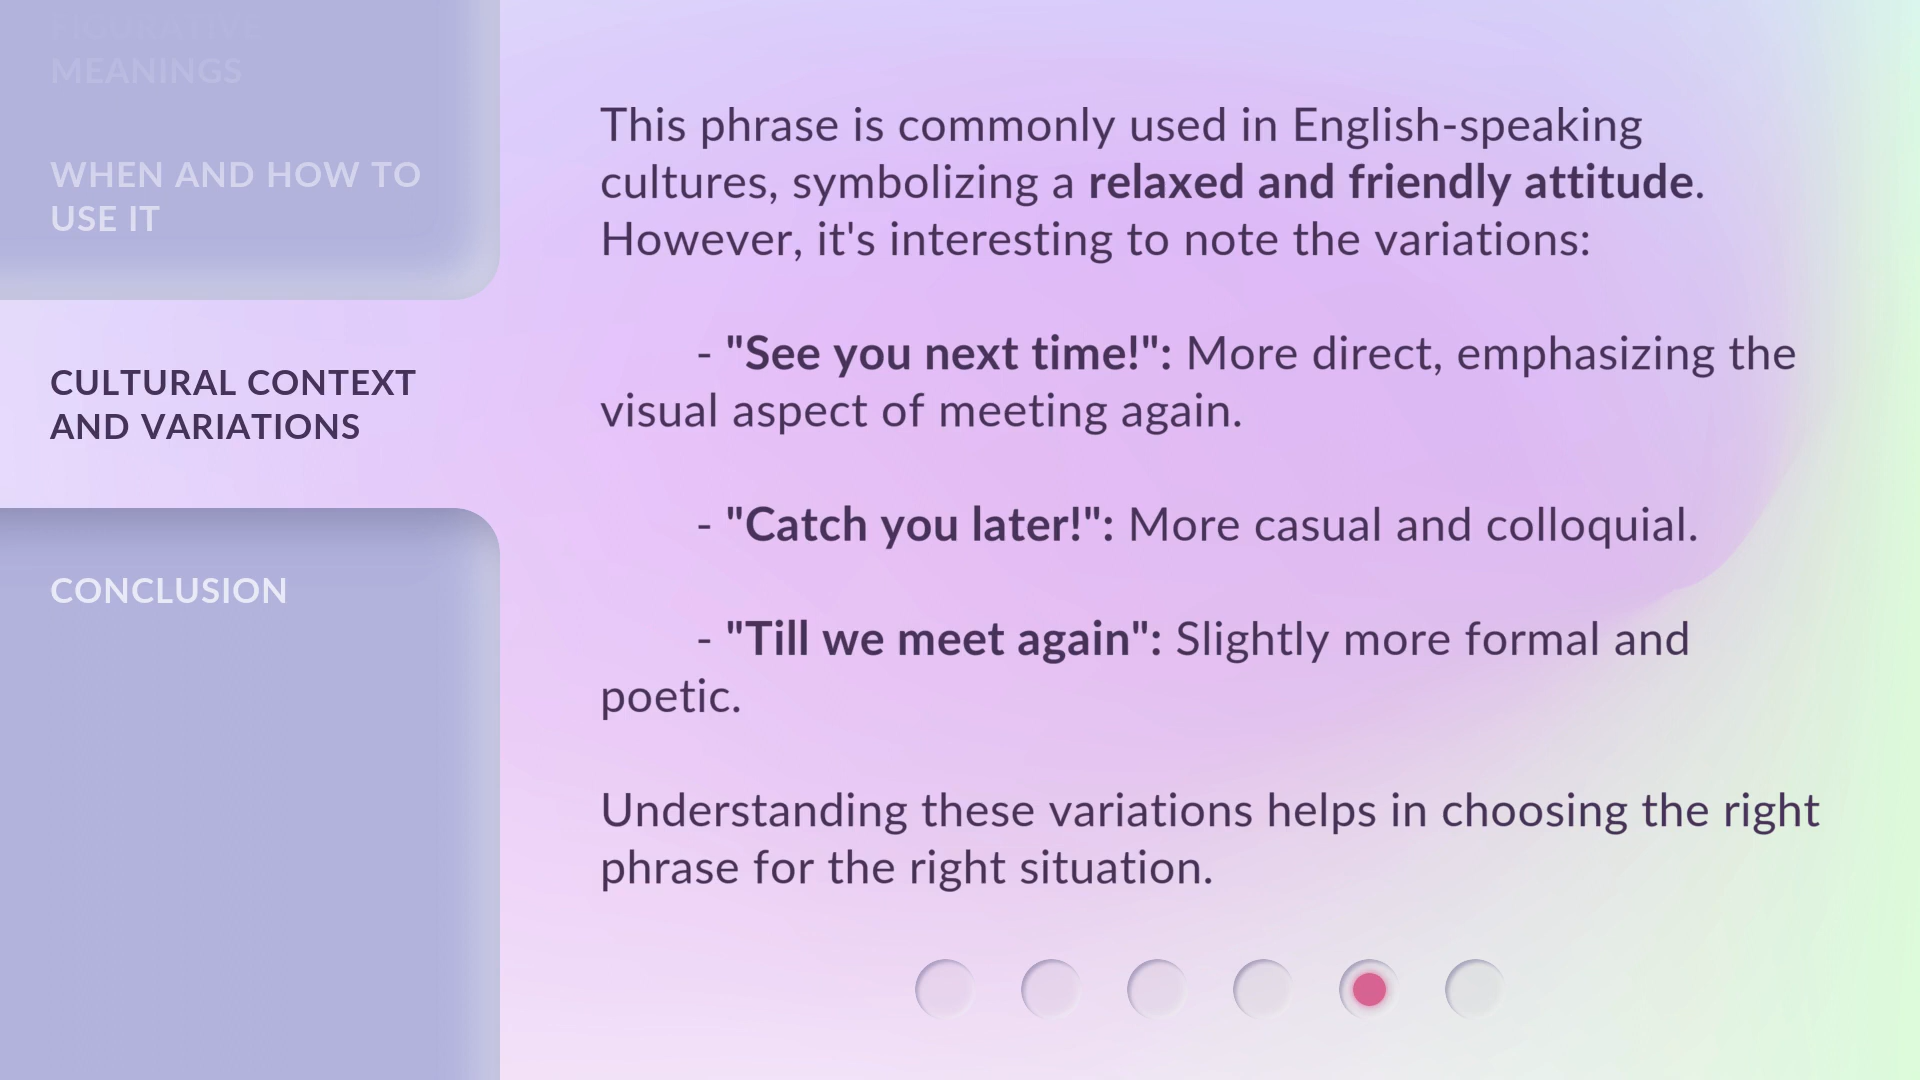 FIGURATIVE
MEANINGS
WHEN AND HOW TO
USE IT
CULTURAL CONTEXT
AND VARIATIONS
CONCLUSION
This phrase is commonly used in English-speaking
cultures, symbolizing a relaxed and friendly attitude.
However, it's interesting to note the variations:
- "See you next time!": More direct, emphasizing the
visual aspect of meeting again.
- "Catch you later!": More casual and colloquial.
- "Till we meet again": Slightly more formal and
poetic.
Understanding these variations helps in choosing the right
phrase for the right situation.